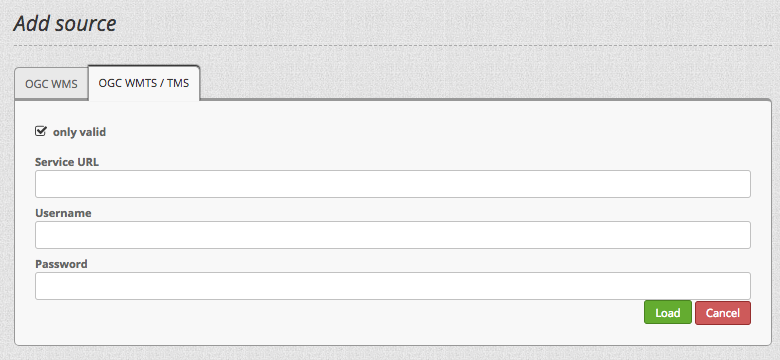 Add source
OGC WMS
OGC WMTS / TMS
only valid
Service URL
Username
Password
Load
Cancel